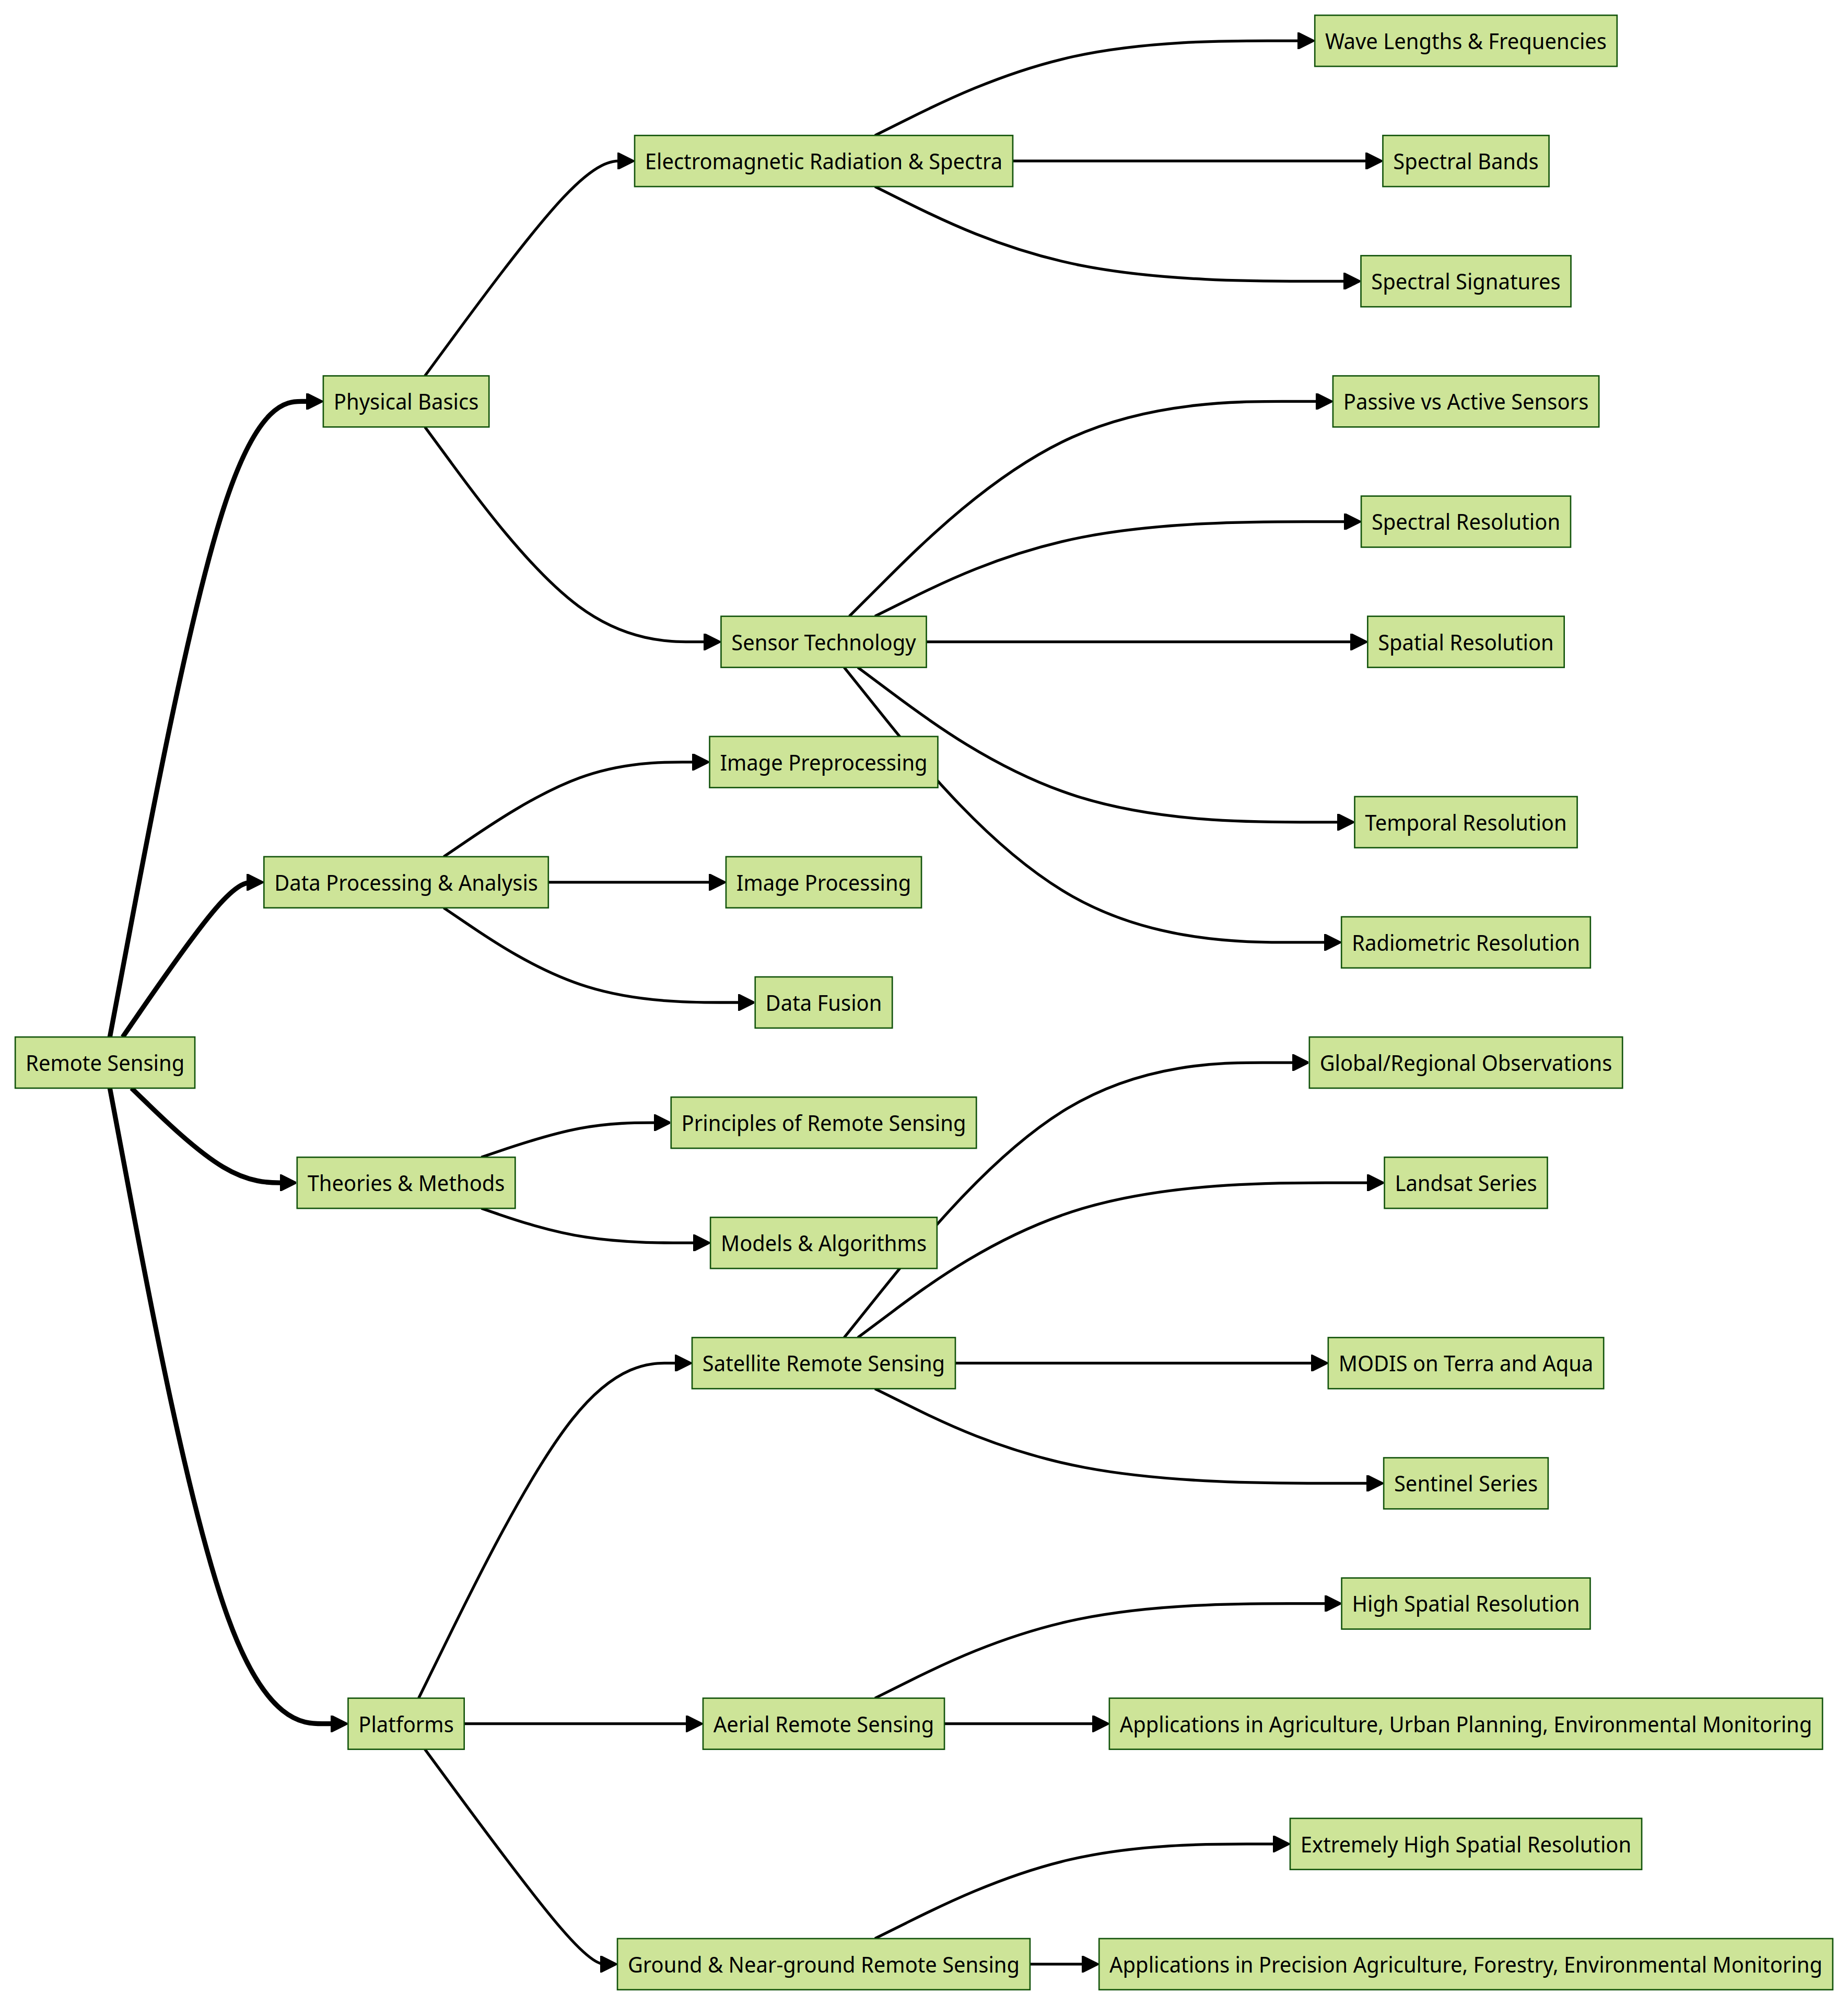 Wave Lengths & Frequencies
Electromagnetic Radiation & Spectra
Spectral Bands
Spectral Signatures
Physical Basics
Passive vs Active Sensors
Spectral Resolution
Sensor Technology
Spatial Resolution
Image Preprocessing
Temporal Resolution
Data Processing & Analysis
Image Processing
Radiometric Resolution
Data Fusion
Remote Sensing
Global/Regional Observations
Principles of Remote Sensing
Theories & Methods
Landsat Series
Models & Algorithms
Satellite Remote Sensing
MODIS on Terra and Aqua
Sentinel Series
High Spatial Resolution
Platforms
Aerial Remote Sensing
Applications in Agriculture, Urban Planning, Environmental Monitoring
Extremely High Spatial Resolution
Ground & Near-ground Remote Sensing
Applications in Precision Agriculture, Forestry, Environmental Monitoring